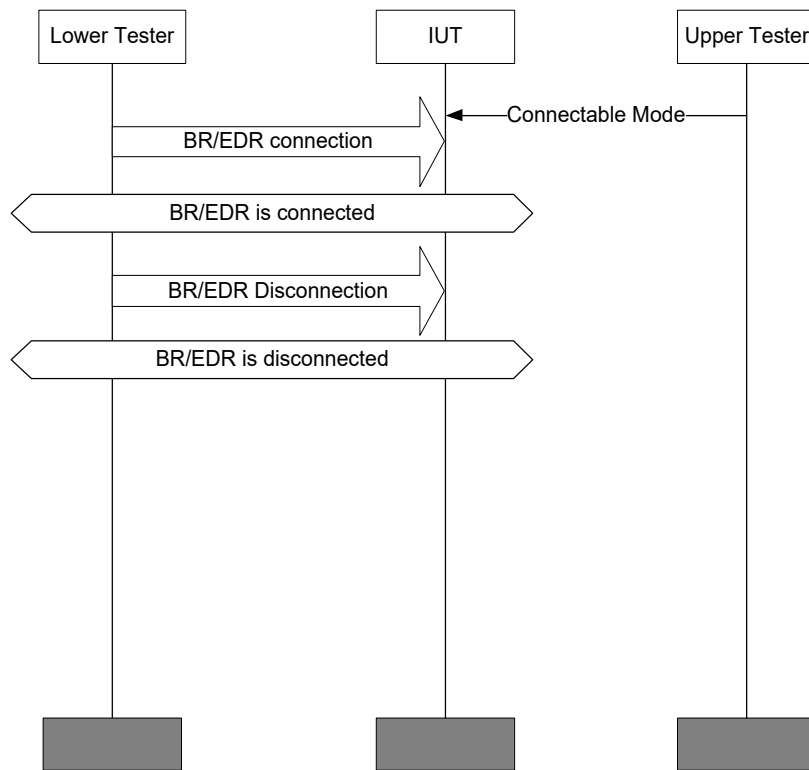 Lower Tester
IUT
Upper Tester
Connectable Mode
BR/EDR connection
BR/EDR is connected
BR/EDR Disconnection
BR/EDR is disconnected